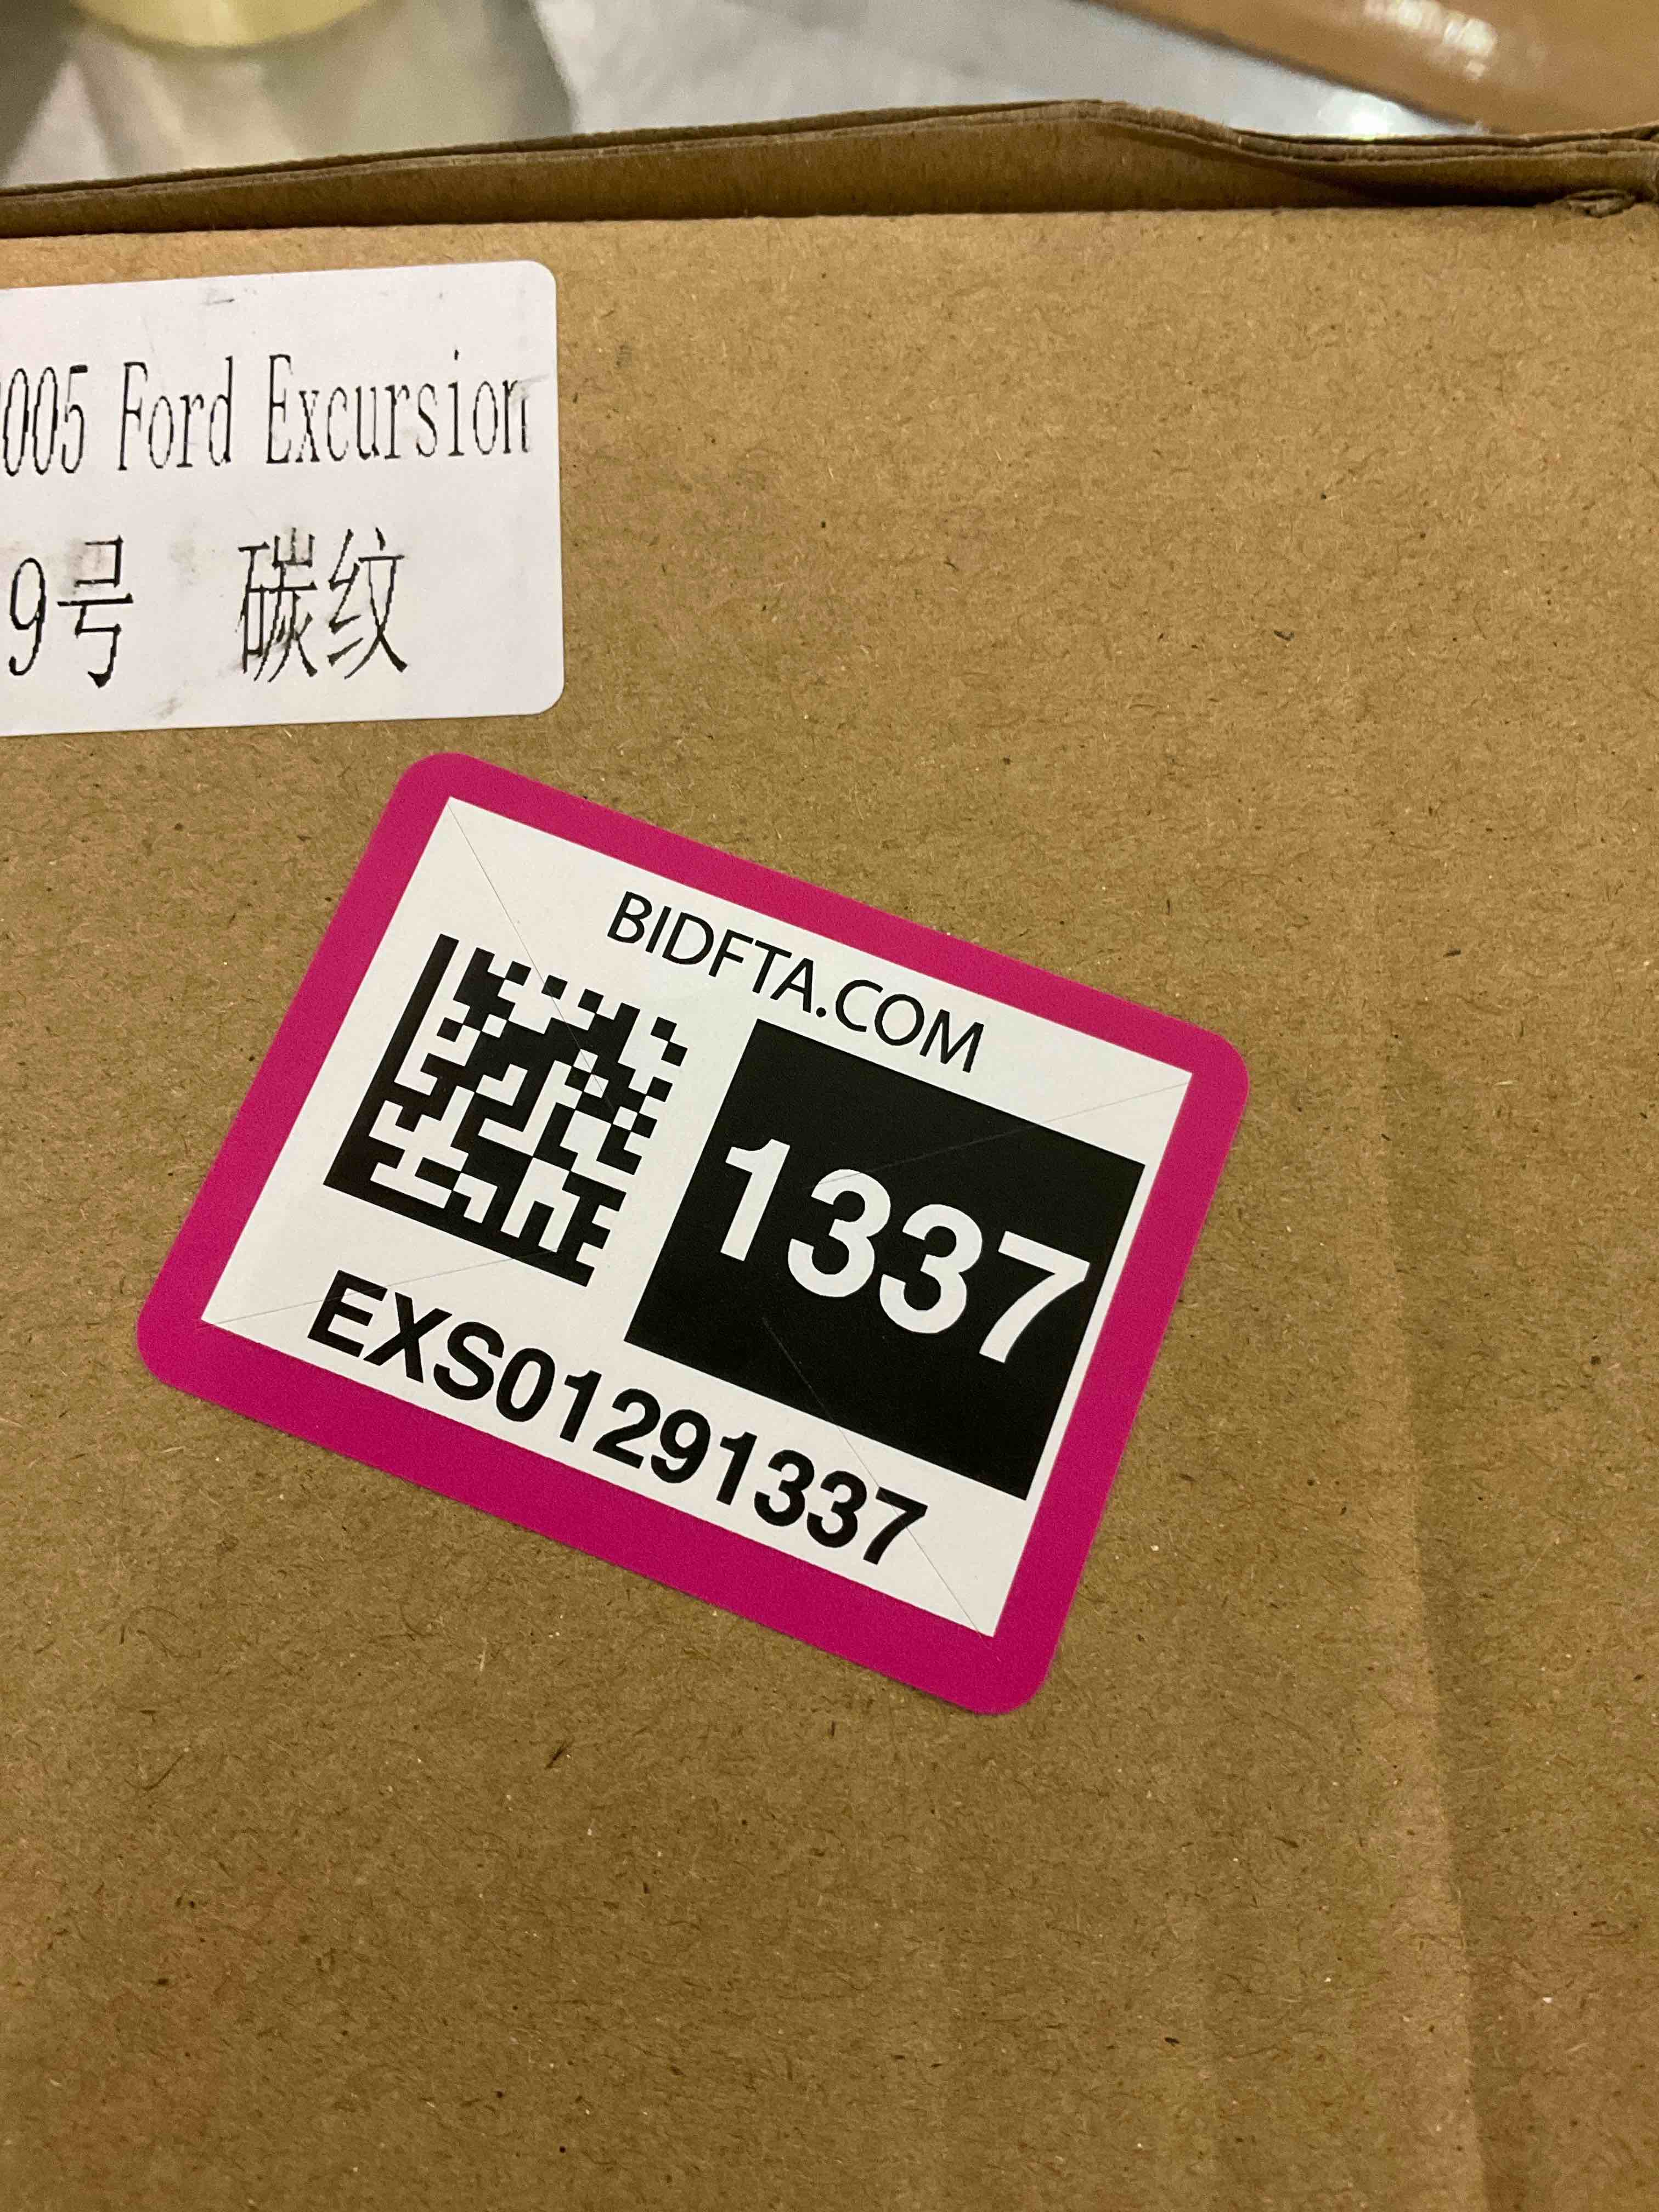 005 Ford Excursion
9号 碳纹
BIDFTA.COM
1337
EXS01291337